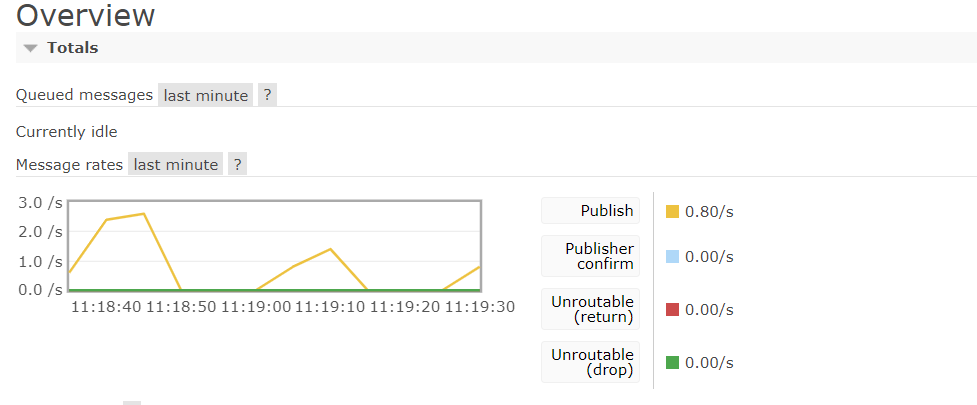 Overview
Totals
Queued messages last minute ?
Currently idle
Message rates last minute ?
3.0 /s
2.0 /s
1.0 /s
0.0 /s
11:18:40 11:18:50 11:19:00 11:19:10 11:19:20 11:19:30
Publish 0.80/s
Publisher
confirm 0.00/s
Unroutable
(return) 0.00/s
Unroutable
(drop) 0.00/s